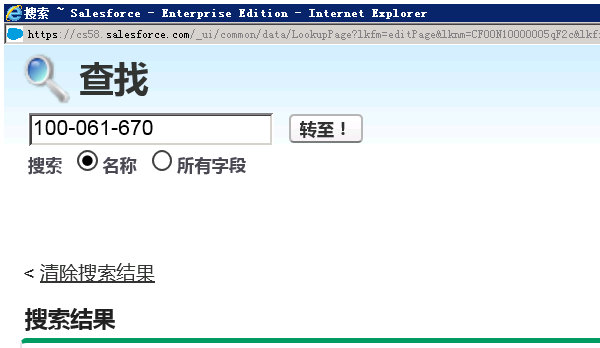 搜索 ~ Salesforce - Enterprise Edition - Internet Explorer
https://cs58.salesforce.com/_ui/common/data/LookupPage?lkfm=editPage&lknm=CF00N10000005qF2c&lkf
查找
100-061-670 转至！
搜索 名称 所有字段
< 清除搜索结果
搜索结果